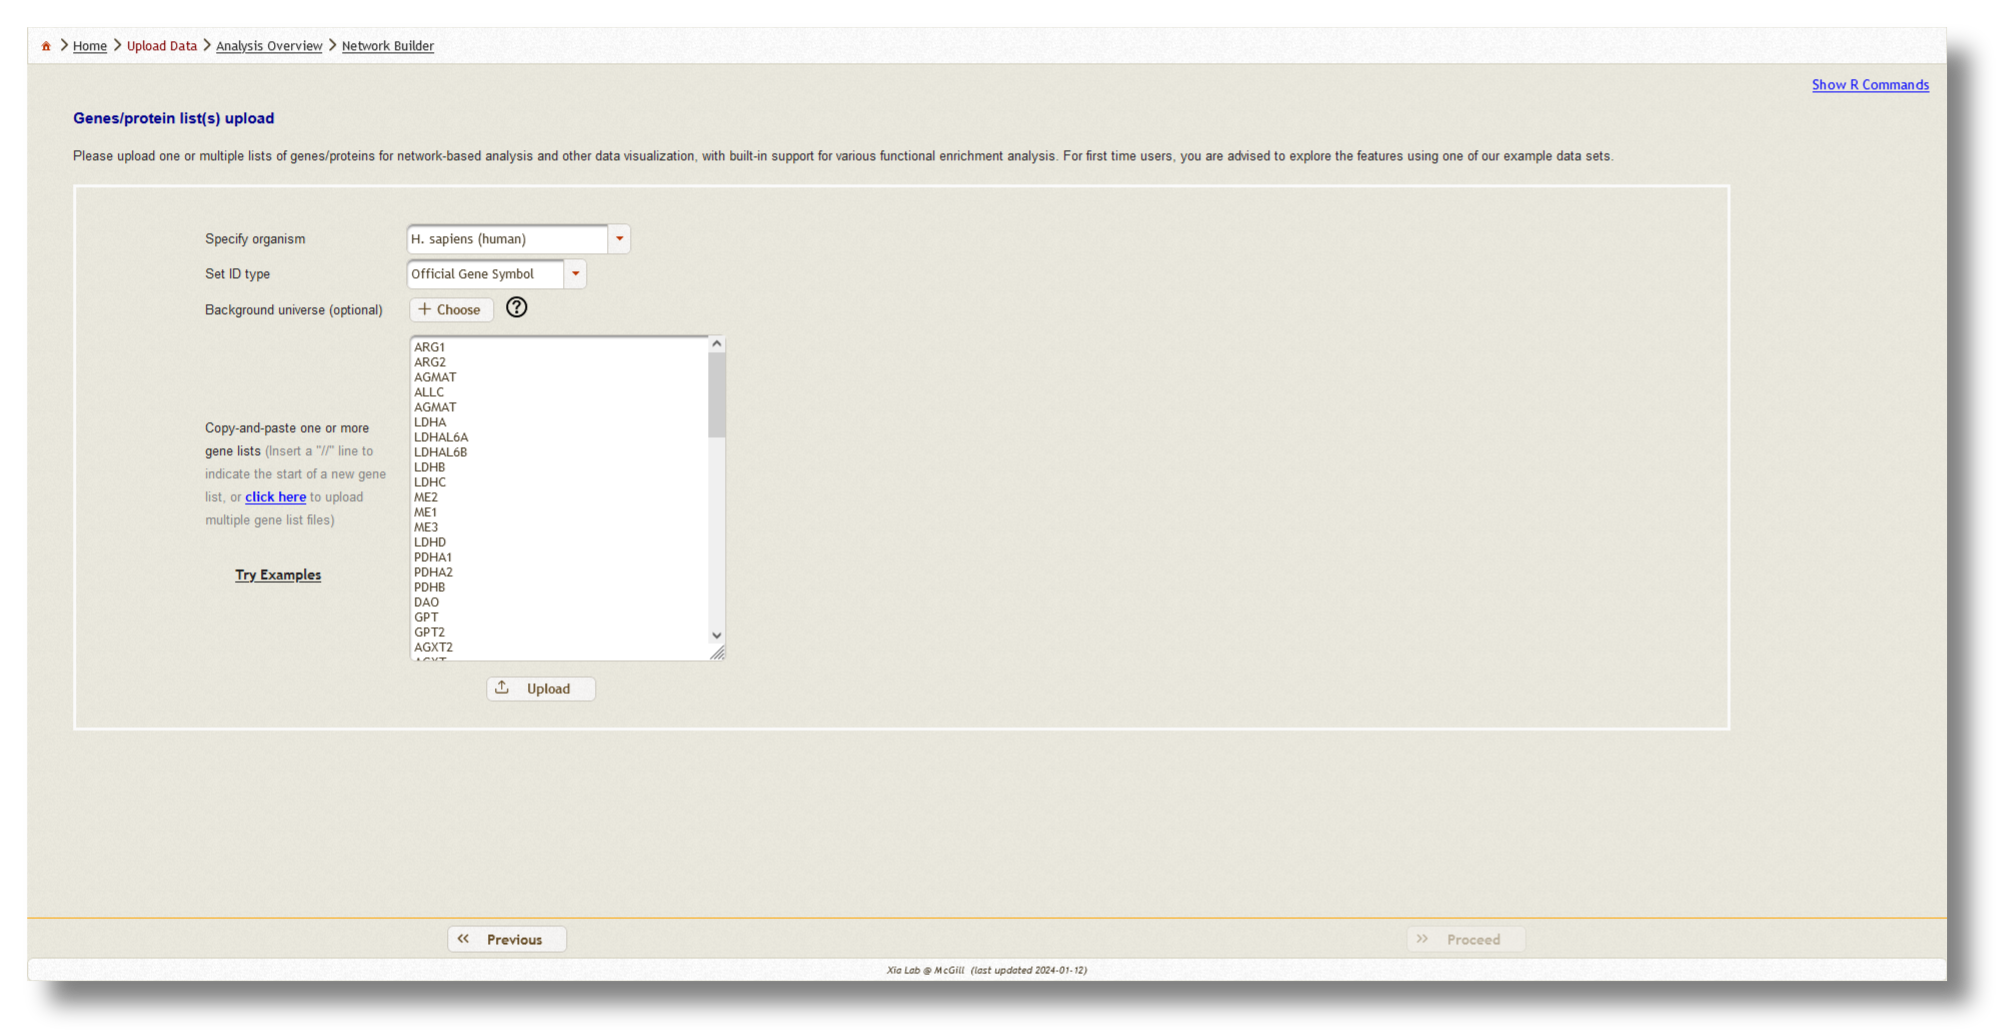 Home > Upload Data > Analysis Overview > Network Builder
Show R Commands
Genes/protein list(s) upload
Please upload one or multiple lists of genes/proteins for network-based analysis and other data visualization, with built-in support for various functional enrichment analysis. For first time users, you are advised to explore the features using one of our example data sets.
Specify organism
H. sapiens (human)
Set ID type
Official Gene Symbol
Background universe (optional)
+ Choose ?
Copy-and-paste one or more
gene lists (Insert a "//" line to
indicate the start of a new gene
list, or click here to upload
multiple gene list files)
Try Examples
ARG1
ARG2
AGMAT
ALLC
AGMAT
LDHA
LDHAL6A
LDHAL6B
LDHB
LDHC
ME2
ME1
ME3
LDHD
PDHA1
PDHA2
PDHB
DAO
GPT
GPT2
AGXT2
Upload
« Previous
» Proceed
Xia Lab @ McGill (last updated 2024-01-12)